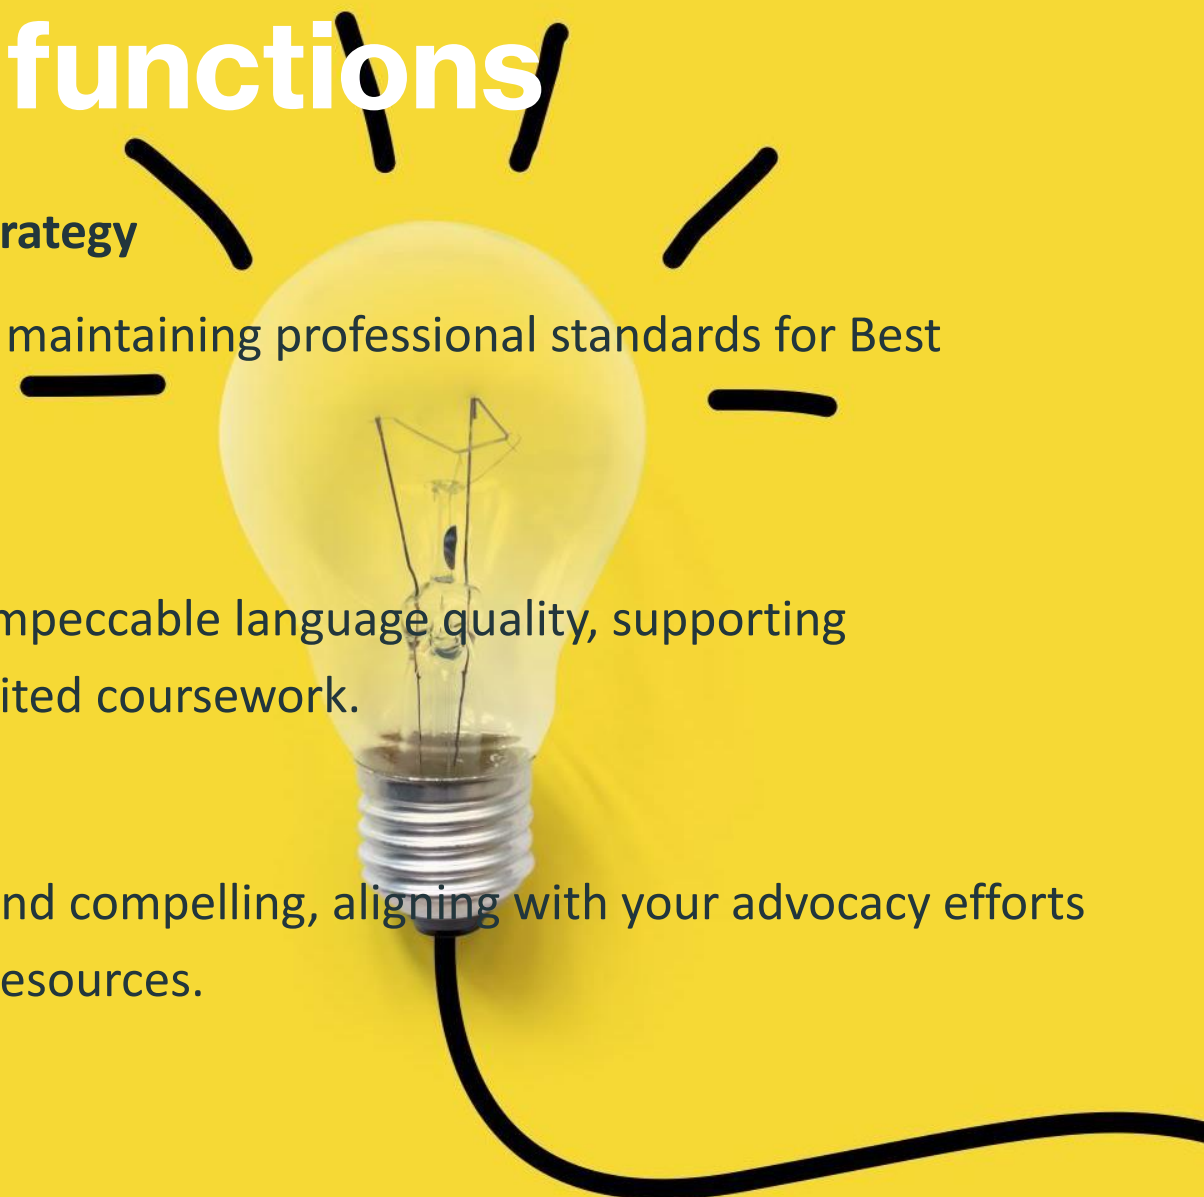 functions
rategy
maintaining professional standards for Best
mpeccable language quality, supporting
ited coursework.
nd compelling, aligning with your advocacy efforts
esources.